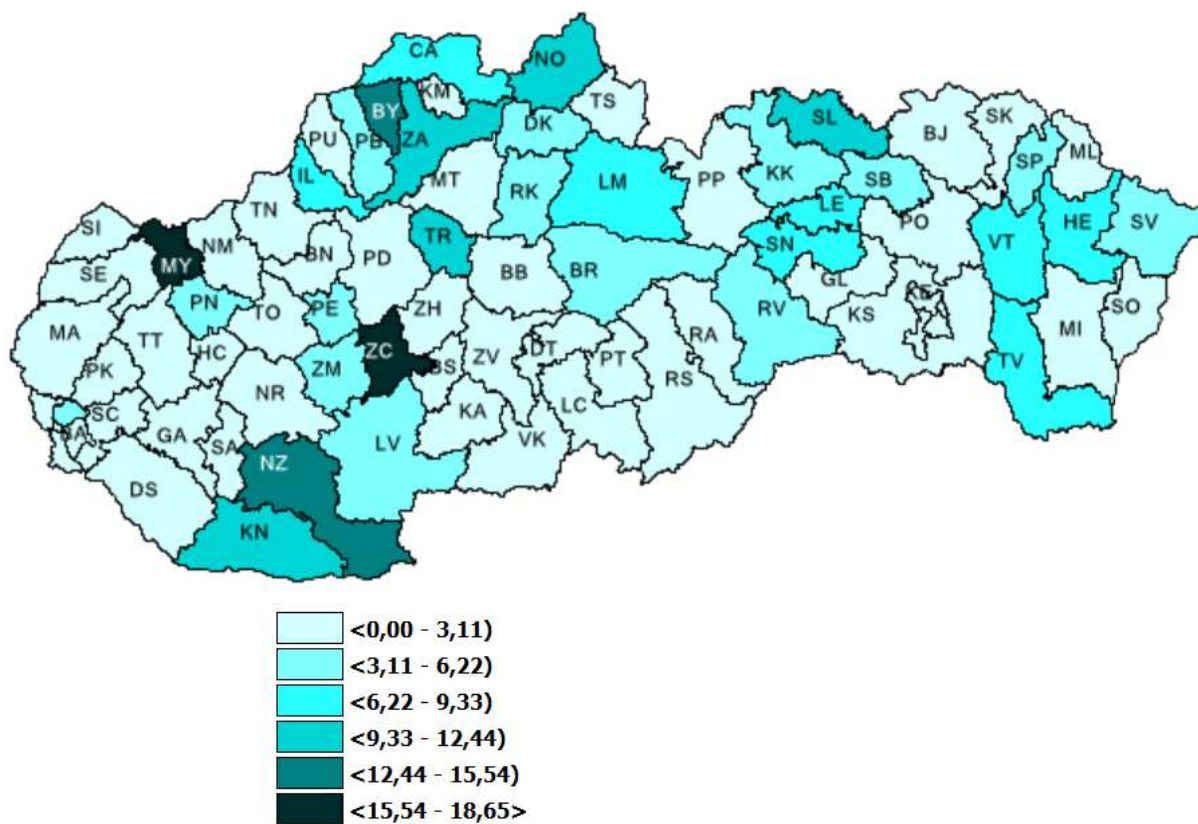 CA
NO
KM
TS
BY
PU
PB
ZA
DK
SL
BJ
SK
ML
SP
IL
MT
RK
LM
PP
KK
SB
LE
PO
HE
SV
VT
TN
SI
NM
MY
SE
BN
PD
TR
BB
BR
SN
GL
KE
SO
MI
KS
RV
PN
TO
PE
ZH
MA
TT
HC
ZC
BS
ZV
DT
PT
RA
RS
TV
PK
ZM
NR
KA
LC
SC
BA
GA
SA
LV
VK
NZ
DS
KN
<0,00 - 3,11)
<3,11 - 6,22)
<6,22 - 9,33)
<9,33 - 12,44)
<12,44 - 15,54)
<15,54 - 18,65>